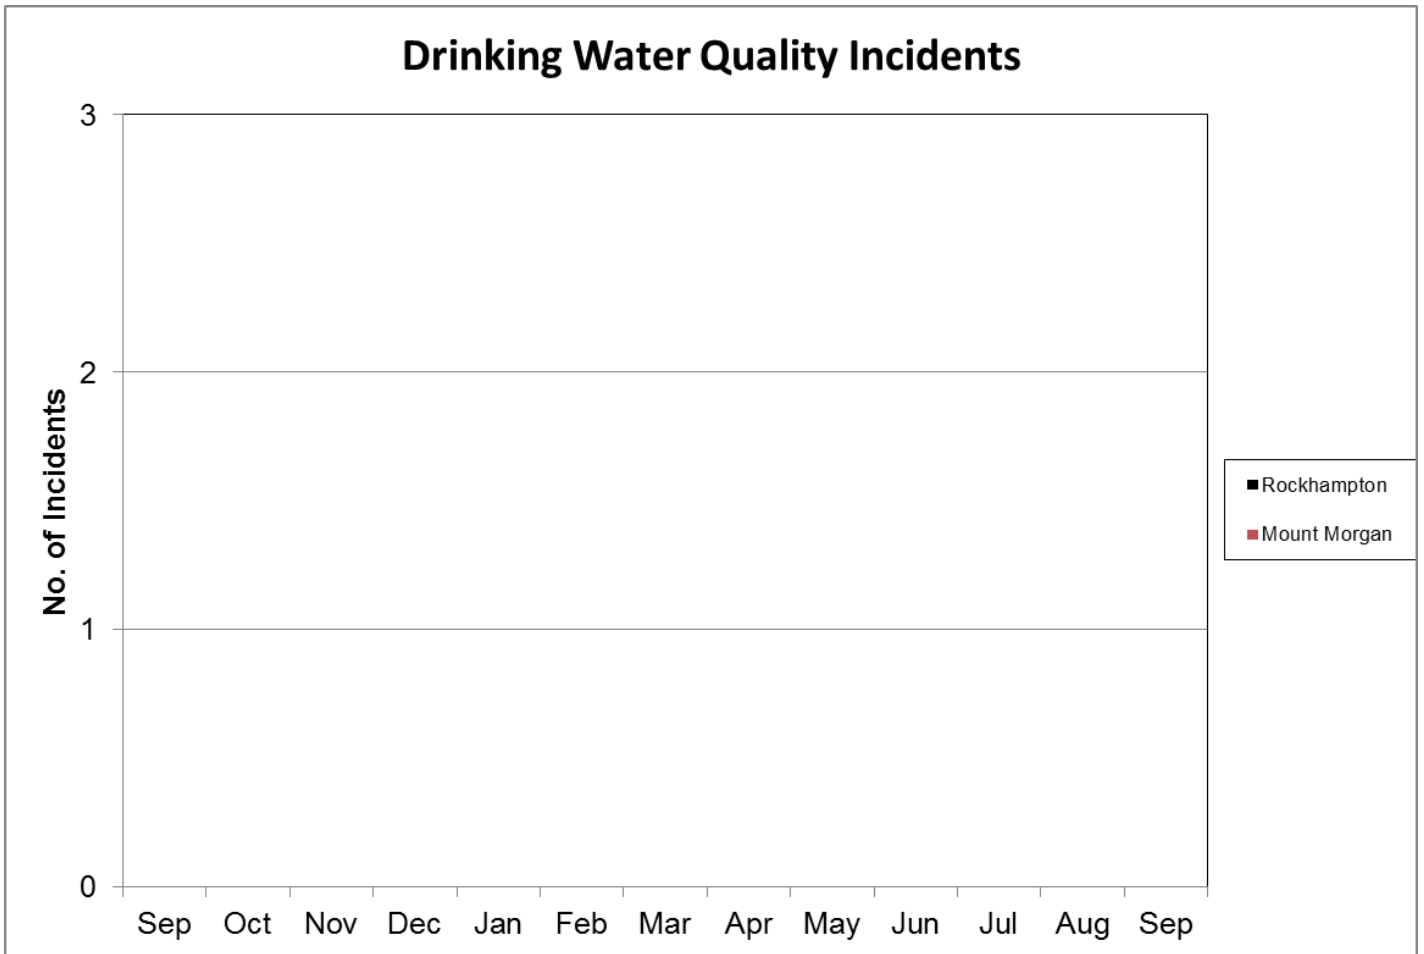 Drinking Water Quality Incidents
3
2
1
0
No. of Incidents
Sep Oct Nov Dec Jan Feb Mar Apr May Jun Jul Aug Sep
Rockhampton
Mount Morgan